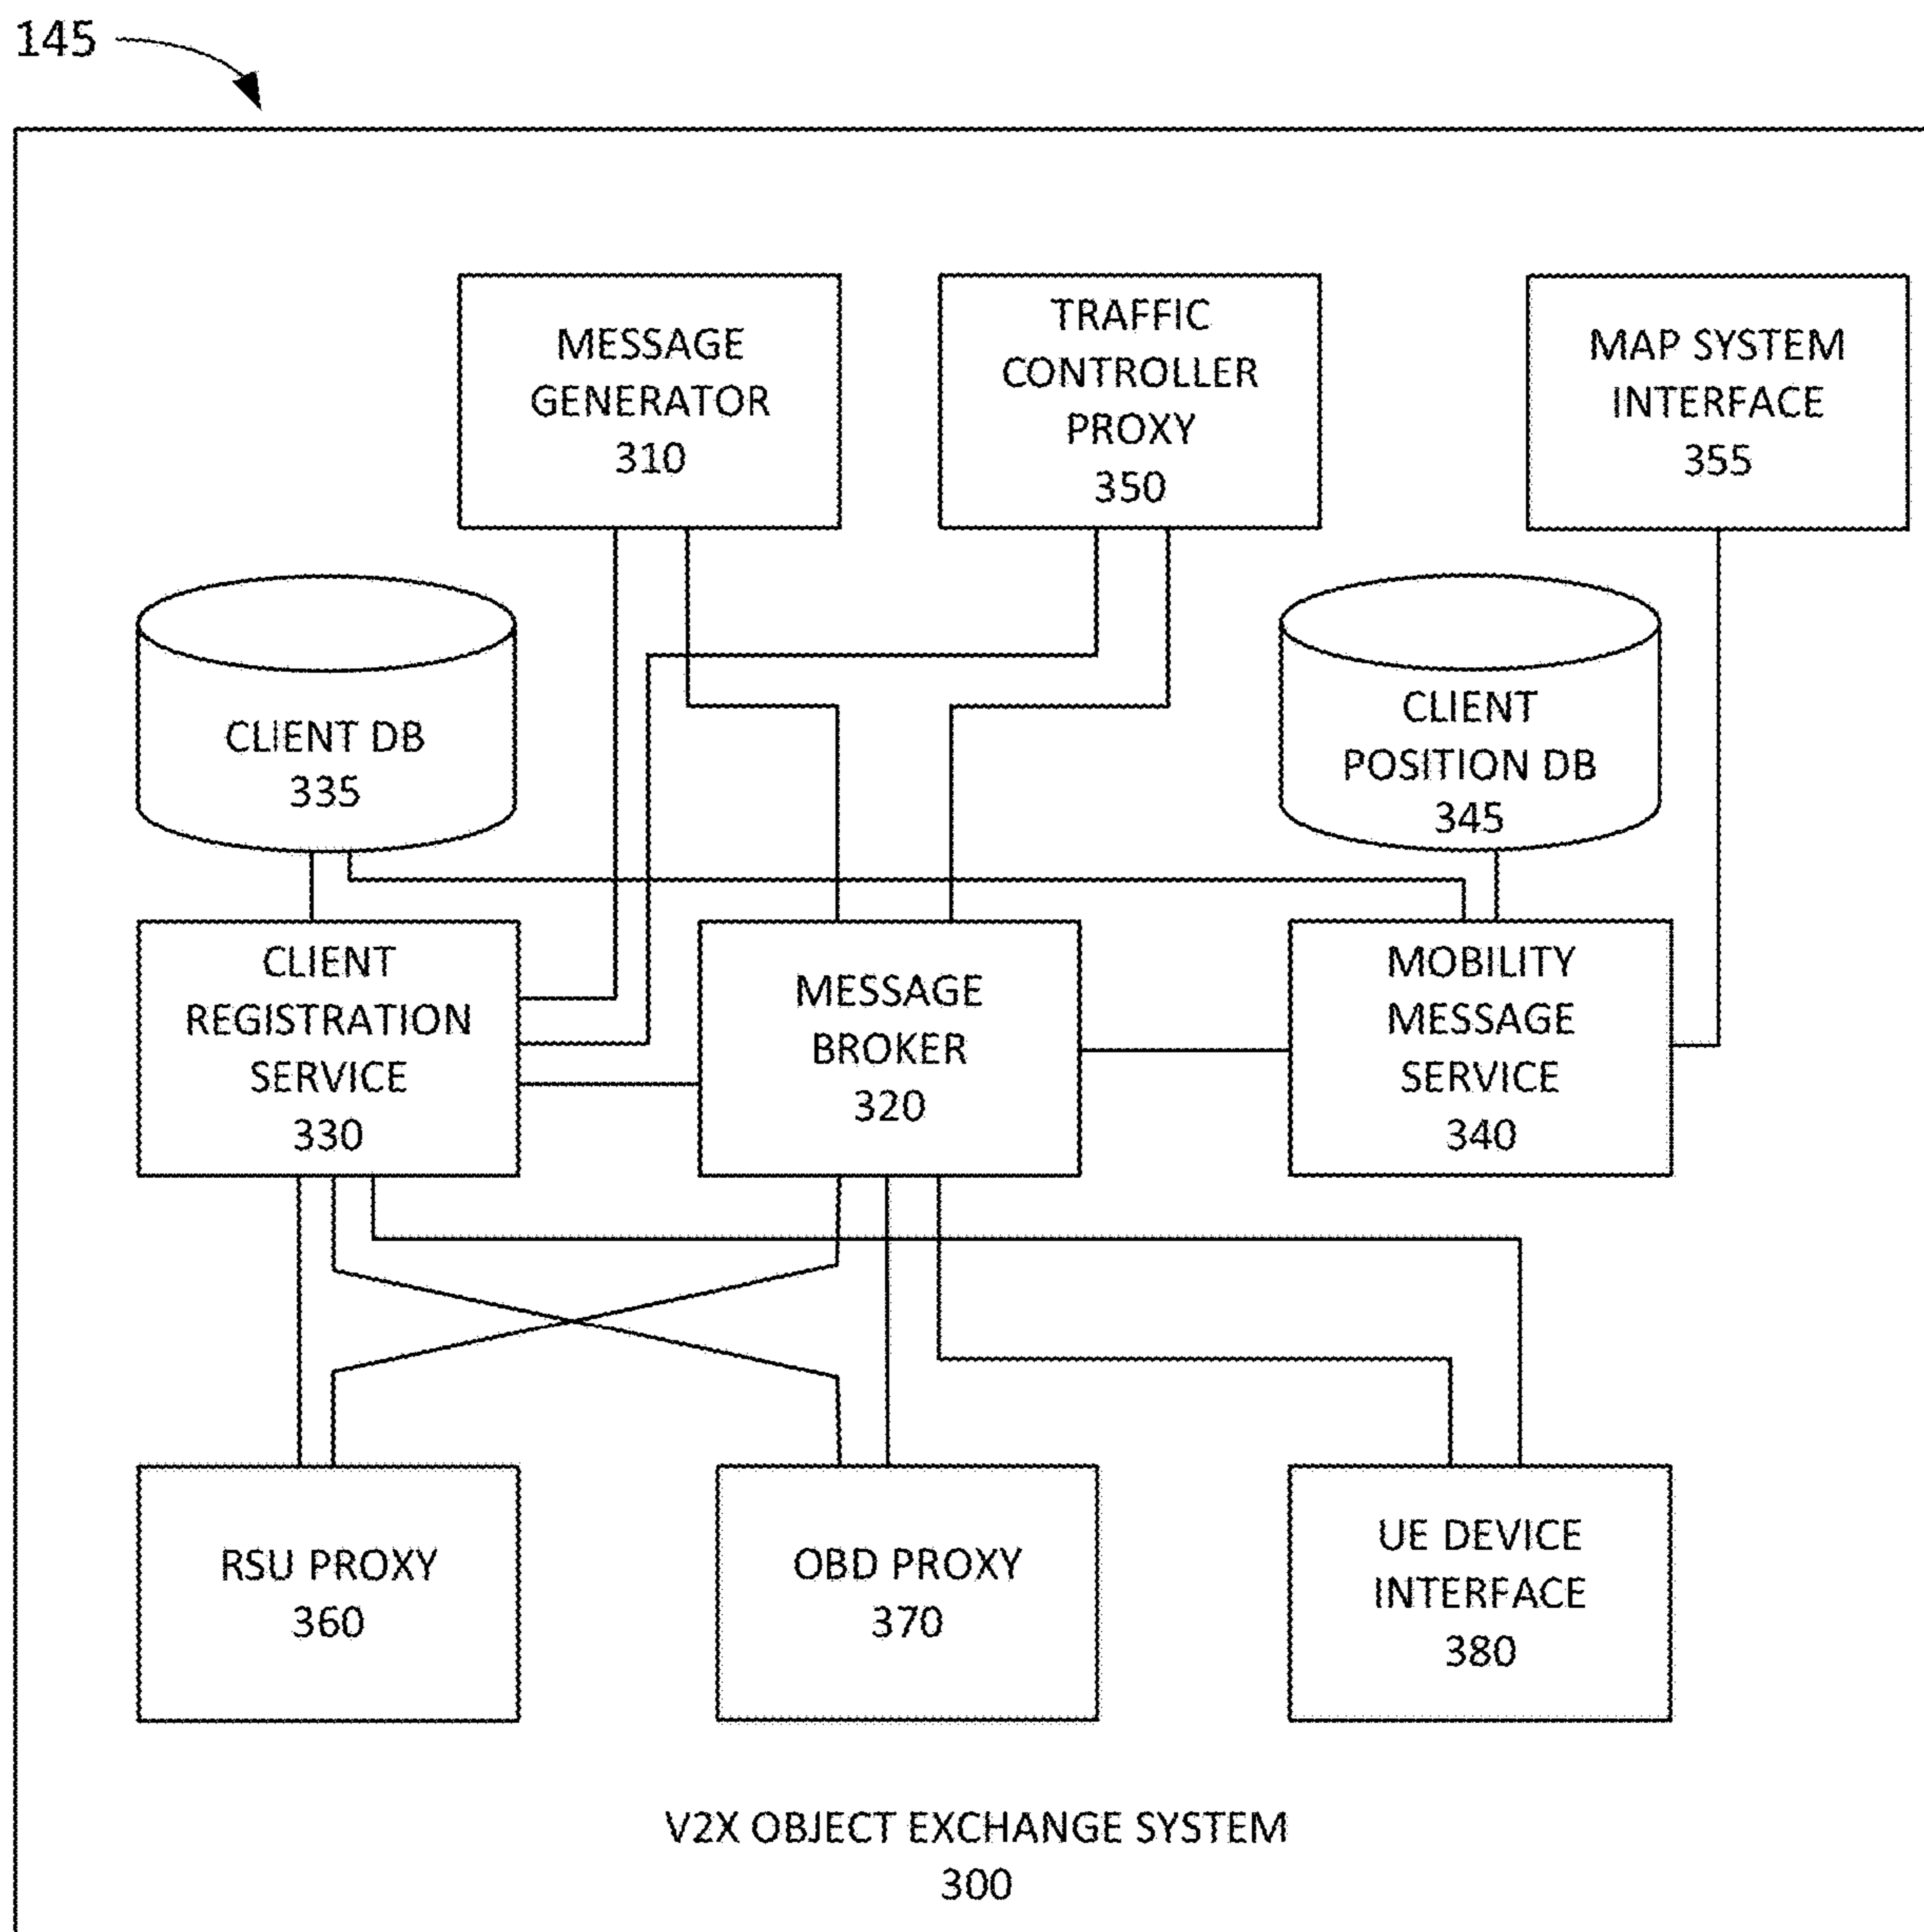 145
MESSAGE
GENERATOR
310
TRAFFIC
CONTROLLER
PROXY
350
MAP SYSTEM
INTERFACE
355
CLIENT DB
335
CLIENT
POSITION DB
345
CLIENT
REGISTRATION
SERVICE
330
MESSAGE
BROKER
320
MOBILITY
MESSAGE
SERVICE
340
RSU PROXY
360
OBD PROXY
370
UE DEVICE
INTERFACE
380
V2X OBJECT EXCHANGE SYSTEM
300